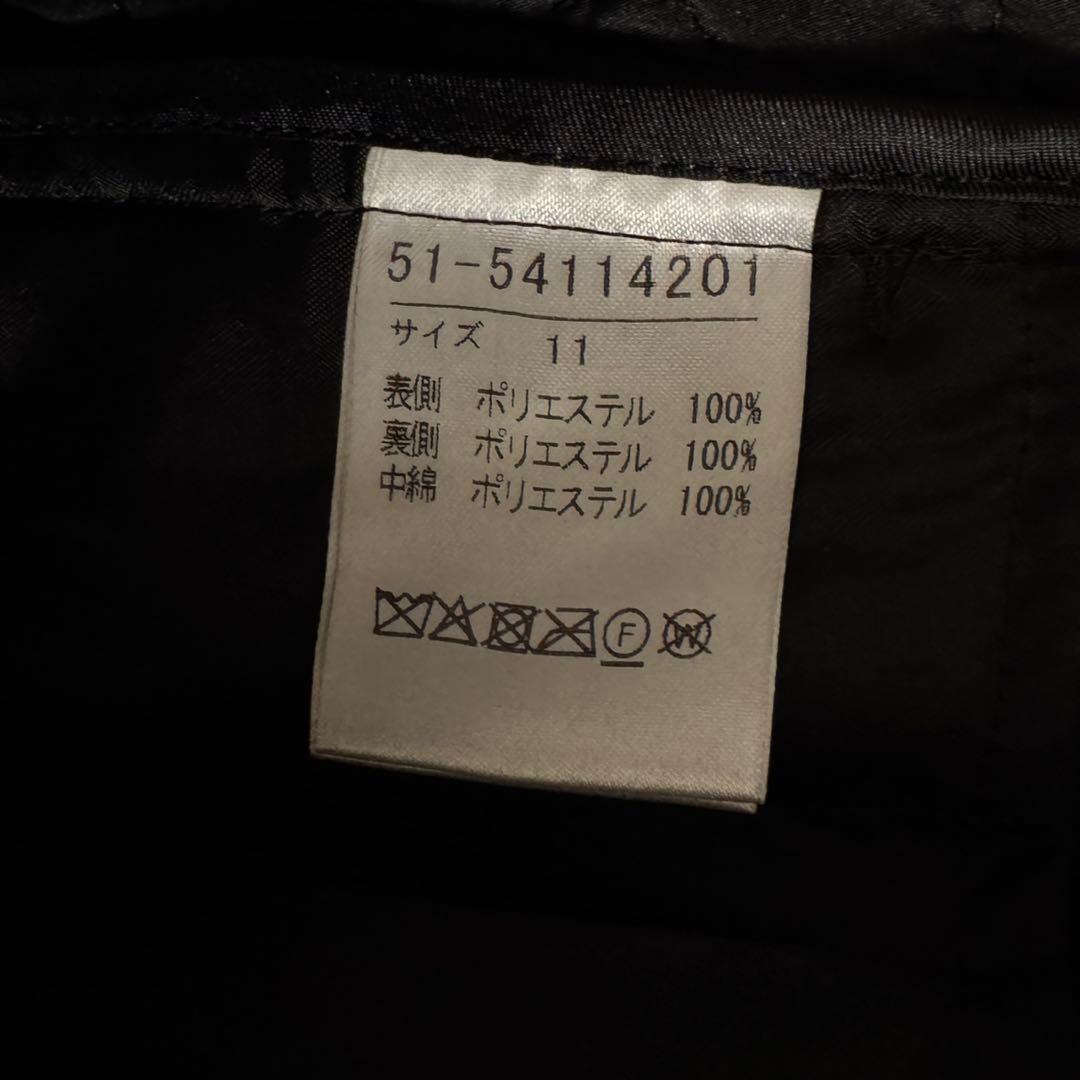 51-54114201
サイズ 11
表側 ポリエステル 100%
裏側 ポリエステル 100%
中綿 ポリエステル 100%
F W